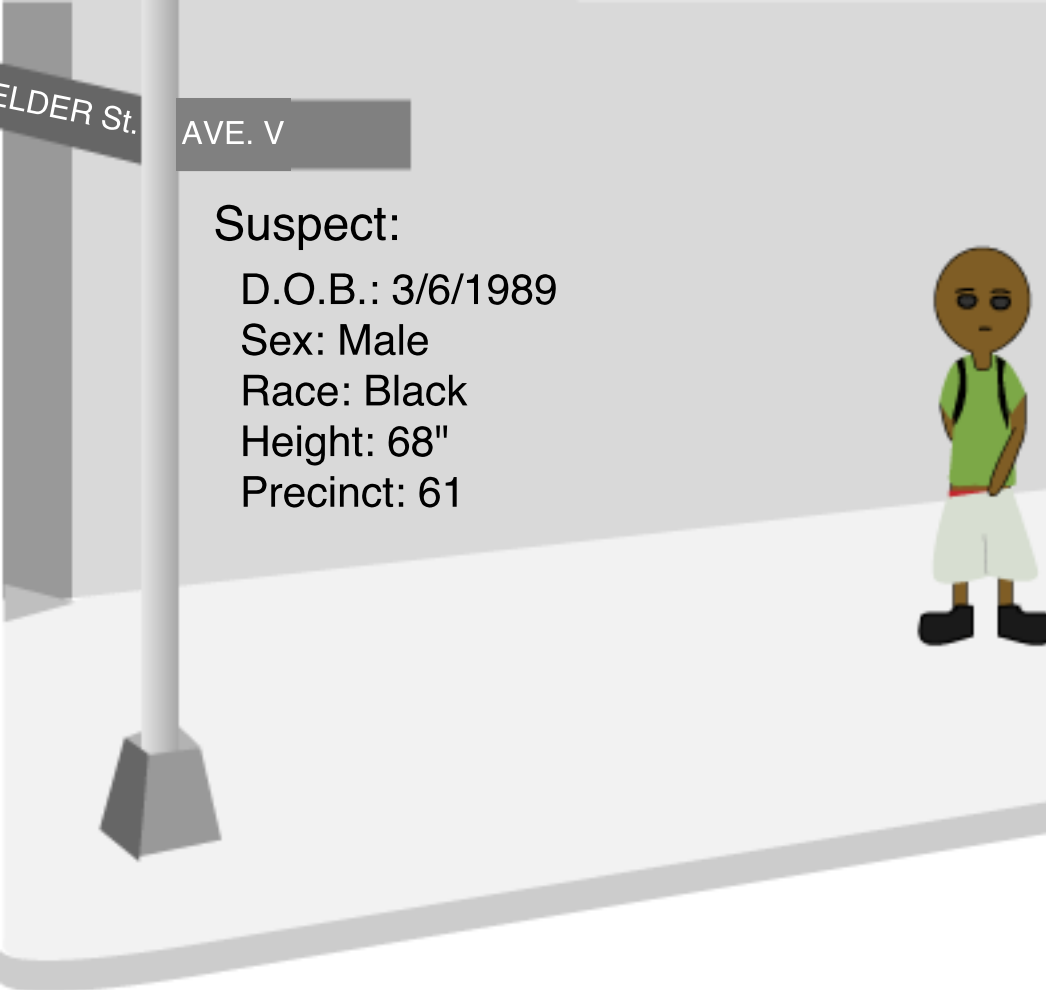 ELDER St.
AVE. V
Suspect:
D.O.B.: 3/6/1989
Sex: Male
Race: Black
Height: 68"
Precinct: 61